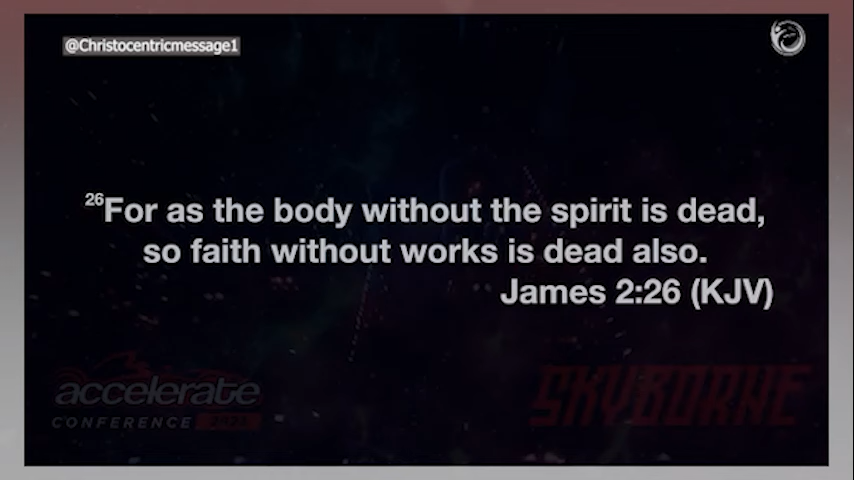 @Christocentricmessage1
26For as the body without the spirit is dead,
so faith without works is dead also.
James 2:26 (KJV)
accelerate
CONFERENCE
SKYBORNE